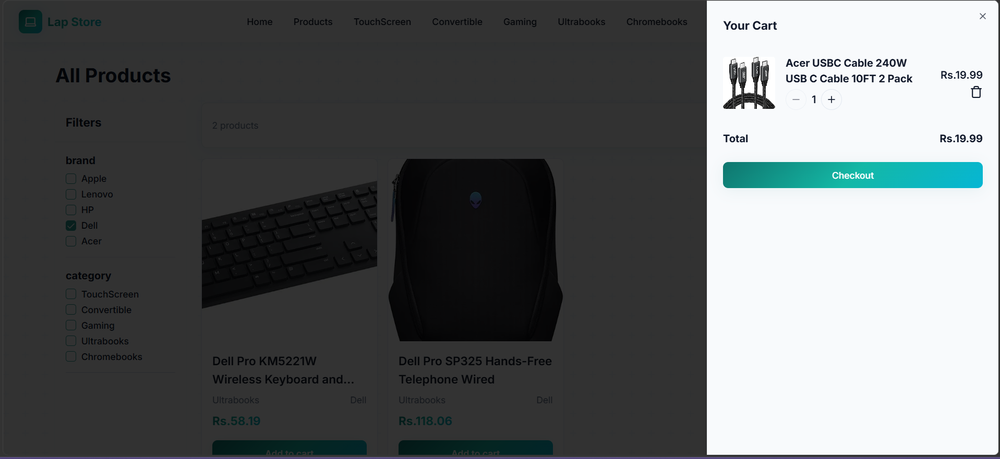 Lap Store
Home
Products
TouchScreen
Convertible
Gaming
Ultrabooks
Chromebooks
All Products
Filters
brand
Apple
Lenovo
HP
Dell
Acer
category
TouchScreen
Convertible
Gaming
Ultrabooks
Chromebooks
2 products
Dell Pro KM5221W
Wireless Keyboard and...
Ultrabooks
Dell
Rs.58.19
Add to cart
Dell Pro SP325 Hands-Free
Telephone Wired
Ultrabooks
Dell
Rs.118.06
Add to cart
Your Cart
Acer USBC Cable 240W
USB C Cable 10FT 2 Pack
Rs.19.99
1
Total
Rs.19.99
Checkout